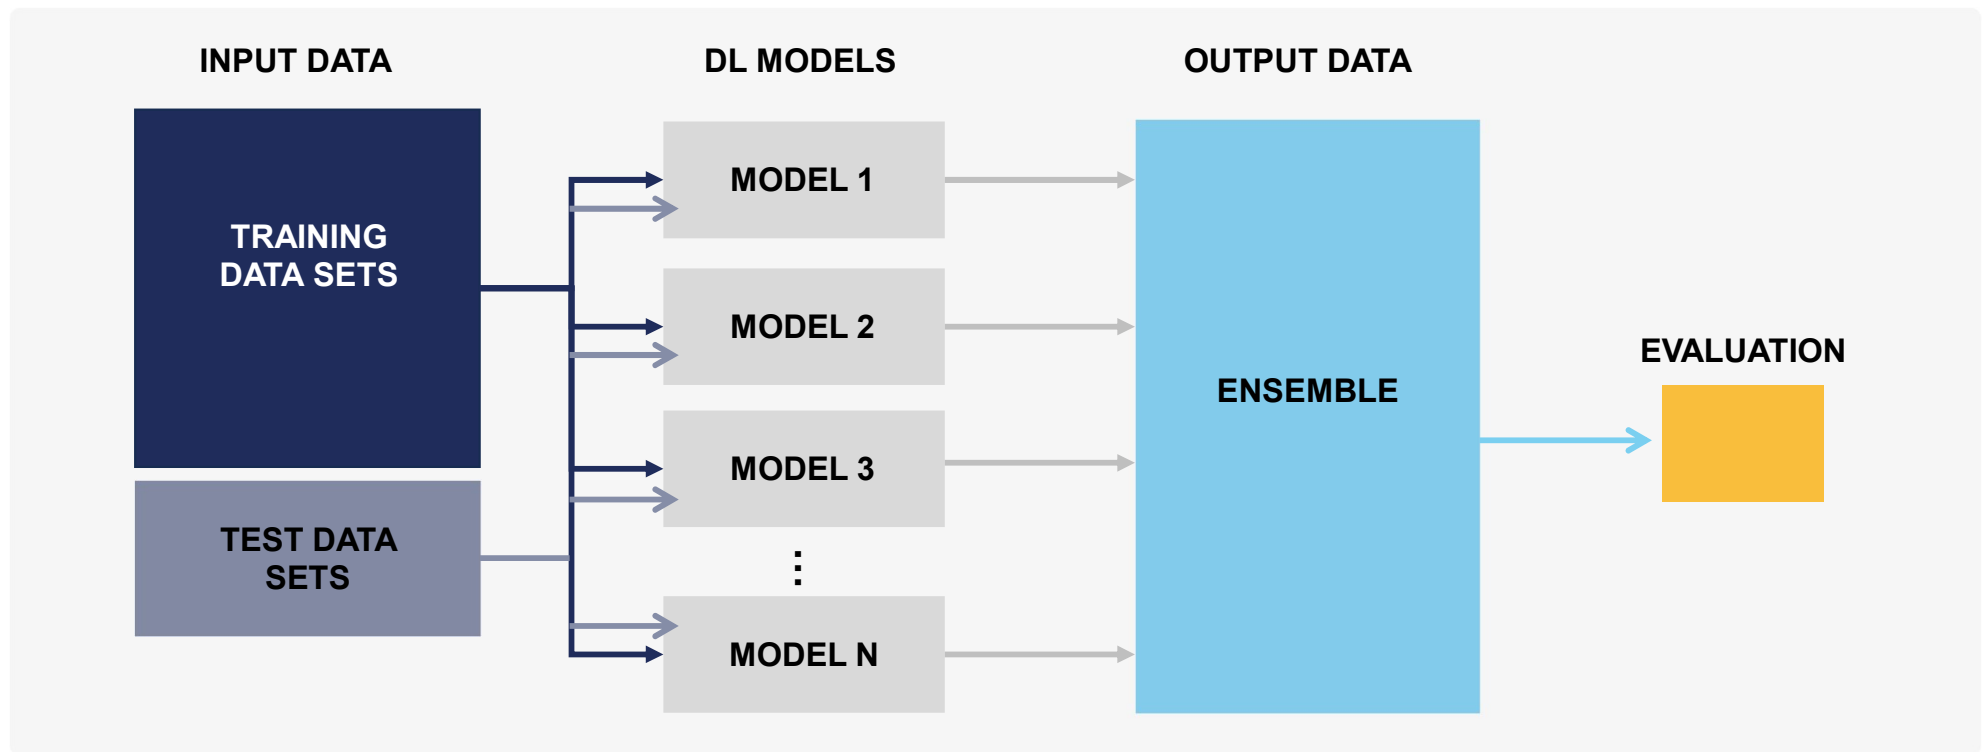 INPUT DATA
DL MODELS
OUTPUT DATA
TRAINING
DATA SETS
TEST DATA
SETS
MODEL 1
MODEL 2
MODEL 3
⋮
MODEL N
ENSEMBLE
EVALUATION